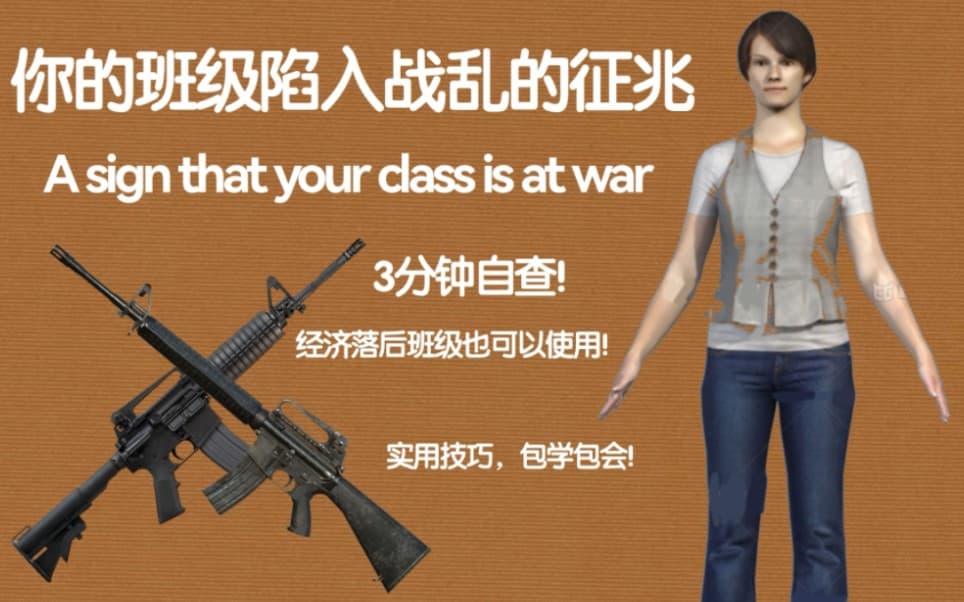 你的班级陷入战乱的征兆
A sign that your dass is at war
3分钟自查!
经济落后班级也可以使用!
实用技巧，包学包会!